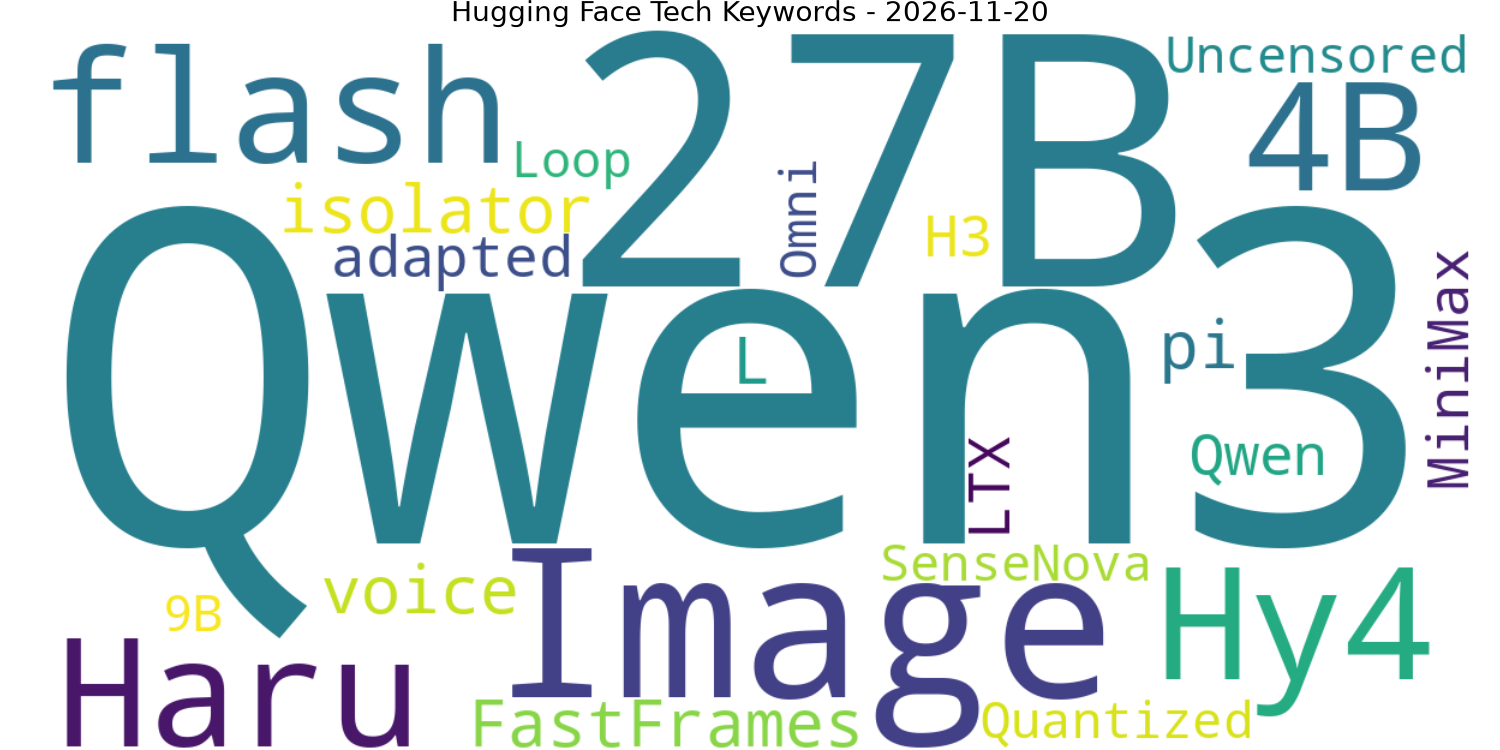 Hugging Face Tech Keywords - 2026-11-20
flash
27B
Uncensored
4B
Loop
isolator
Omni
H3
adapted
Qwen3
MiniMax
pi
L
Qwen
LTX
SenseNova
voice
Image
Hy4
9B
Haru
FastFrames
Quantized